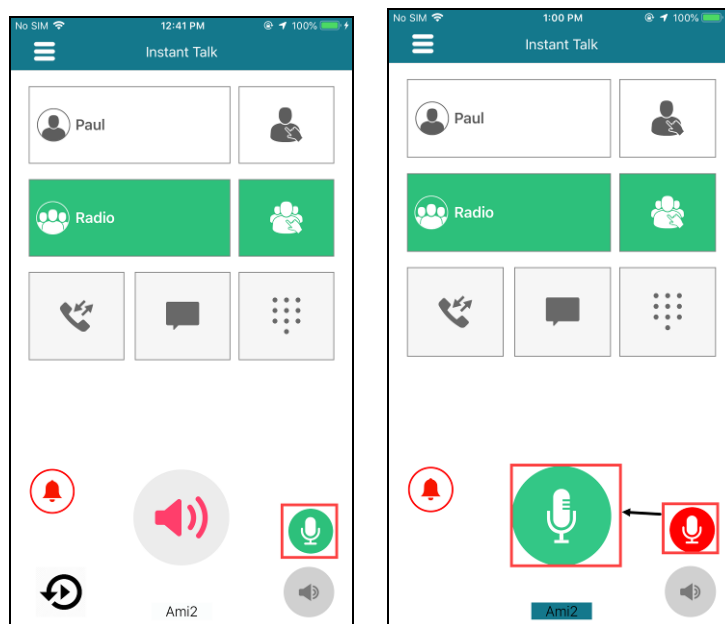 No SIM 12:41 PM 100%
Instant Talk
Paul
Radio
Ami2
No SIM 1:00 PM 100%
Instant Talk
Paul
Radio
Ami2